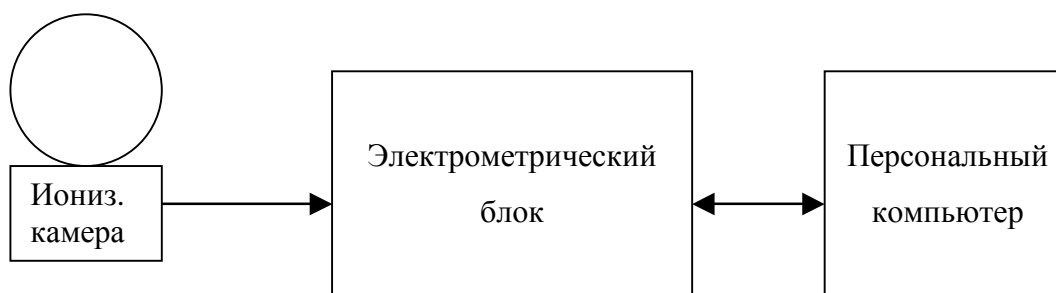 Иониз.
камера
Электрометрический
блок
Персональный
компьютер